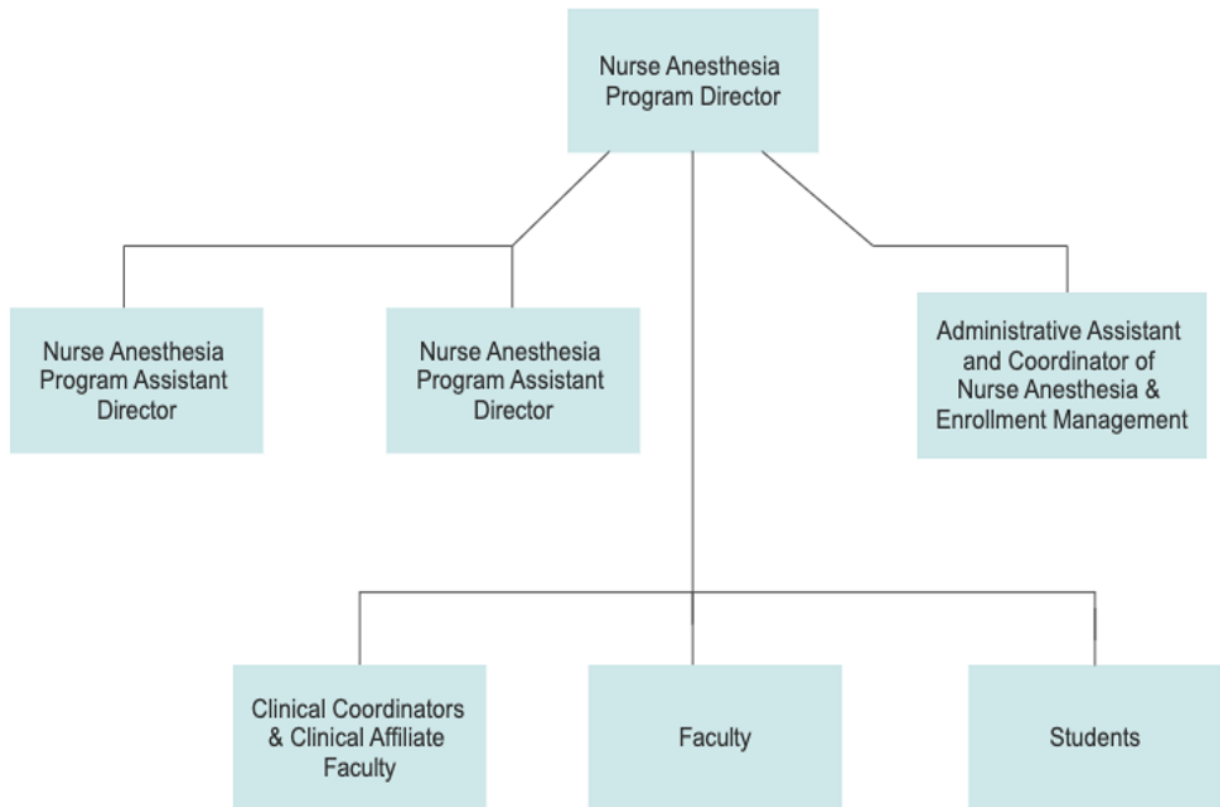 Nurse Anesthesia
Program Director
Nurse Anesthesia
Program Assistant
Director
Nurse Anesthesia
Program Assistant
Director
Administrative Assistant
and Coordinator of
Nurse Anesthesia &
Enrollment Management
Clinical Coordinators
& Clinical Affiliate
Faculty
Faculty
Students